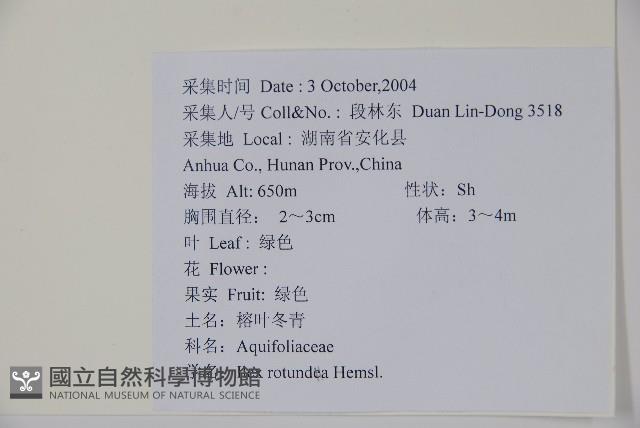 采集时间 Date : 3 October,2004
采集人/号 Coll&No. : 段林东 Duan Lin-Dong 3518
采集地 Local : 湖南省安化县
Anhua Co., Hunan Prov.,China
海拔 Alt: 650m 性状: Sh
胸围直径: 2～3cm 体高: 3～4m
叶 Leaf : 绿色
花 Flower :
果实 Fruit: 绿色
土名: 榕叶冬青
科名: Aquifoliaceae
学名: Ilex rotundea Hemsl.
國立自然科學博物館
NATIONAL MUSEUM OF NATURAL SCIENCE